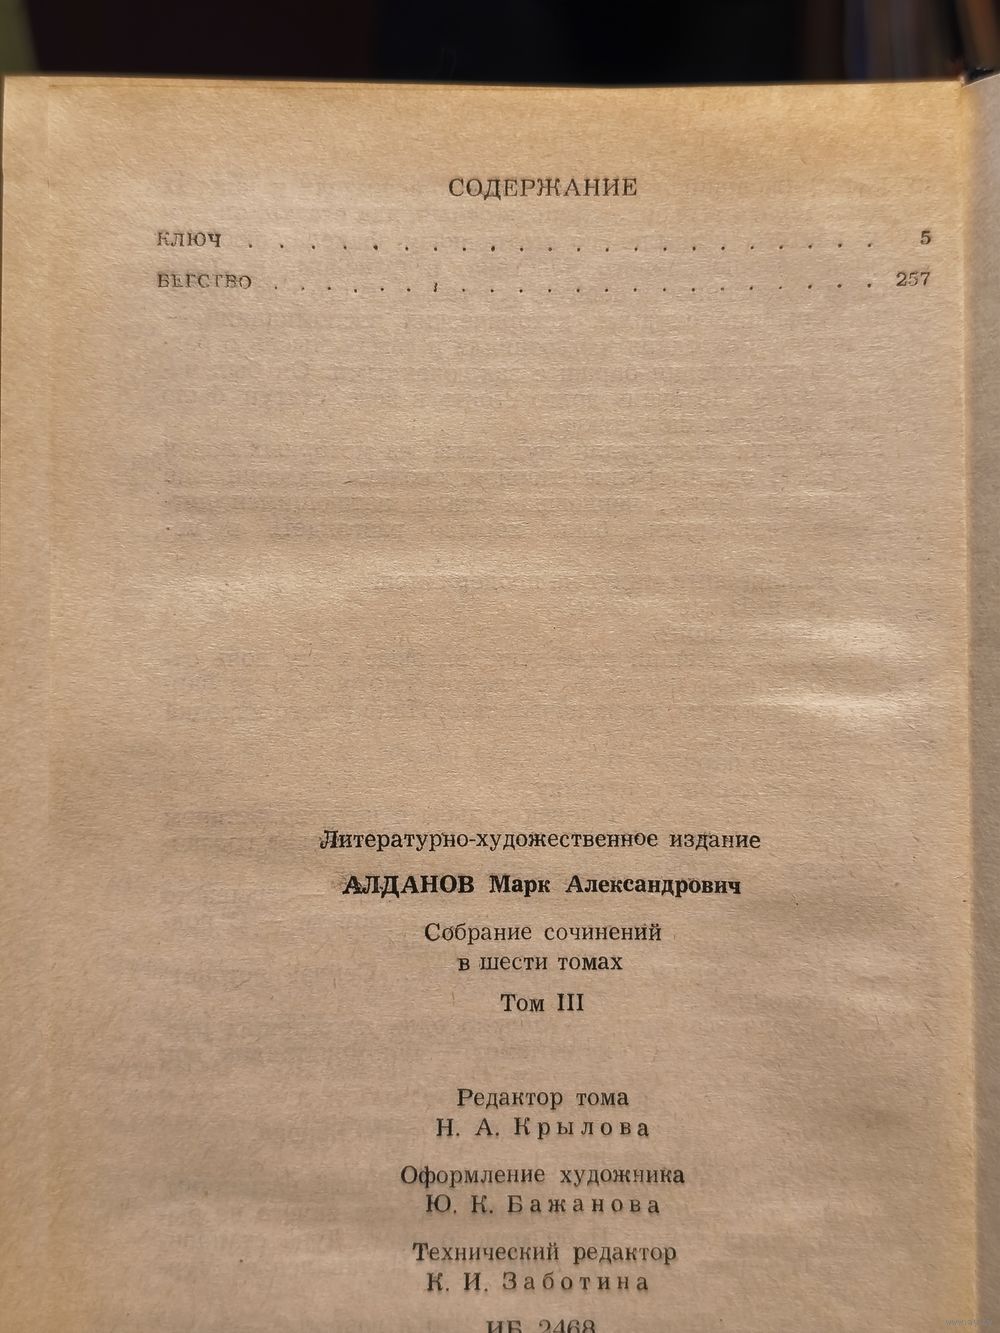 СОДЕРЖАНИЕ
КЛЮЧ . . . . . . . . . . . . . . . . . . . . . 5
БЕГСТВО . . . . . . . . . . . . . . . . . . . . . 257
Литературно-художественное издание
АЛДАНОВ Марк Александрович
Собрание сочинений
в шести томах
Том III
Редактор тома
Н. А. Крылова
Оформление художника
Ю. К. Бажанова
Технический редактор
К. И. Заботина
ИБ 2468